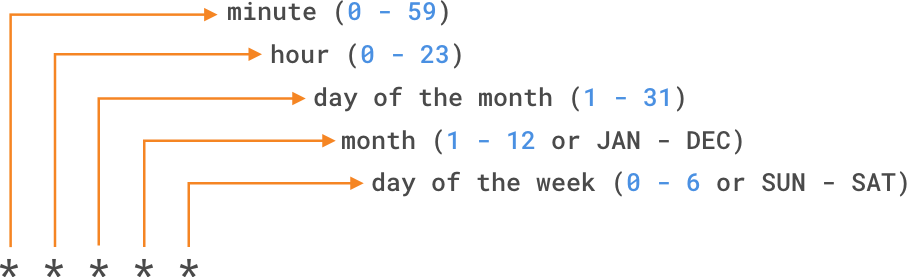 minute (0 - 59)
hour (0 - 23)
day of the month (1 - 31)
month (1 - 12 or JAN - DEC)
day of the week (0 - 6 or SUN - SAT)
* * * * *